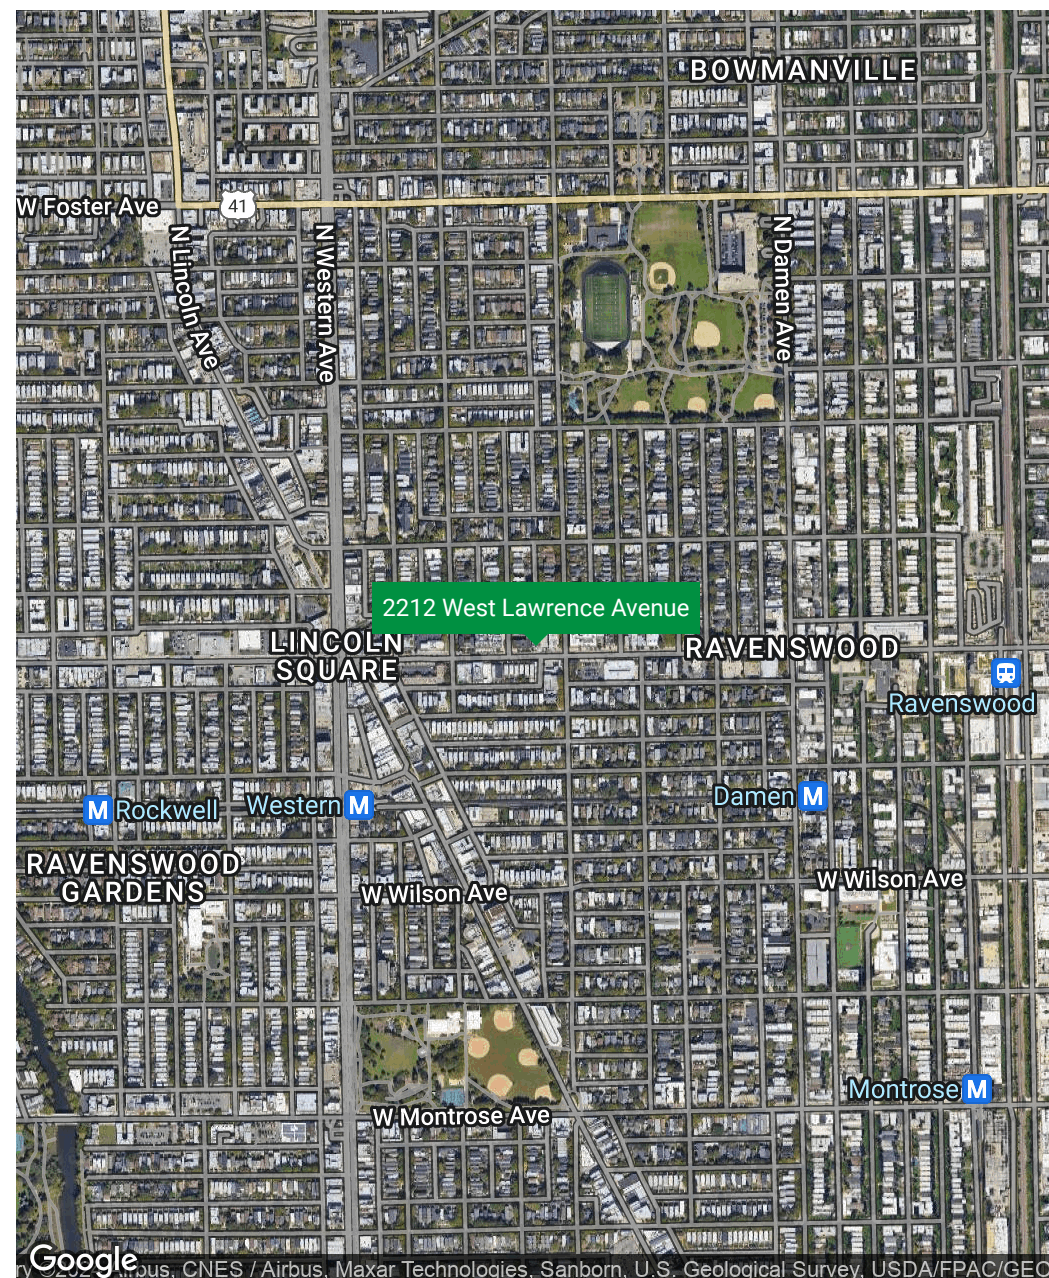 BOWMANVILLE
W Foster Ave
41
N Lincoln Ave
N Western Ave
N Damen Ave
2212 West Lawrence Avenue
LINCOLN
SQUARE
RAVENSWOOD
Ravenswood
M Rockwell
Western M
Damen M
RAVENSWOOD
GARDENS
W Wilson Ave
W Wilson Ave
Montrose M
W Montrose Ave
Google
Airbus, CNES / Airbus, Maxar Technologies, Sanborn, U.S. Geological Survey, USDA/FPAC/GEO